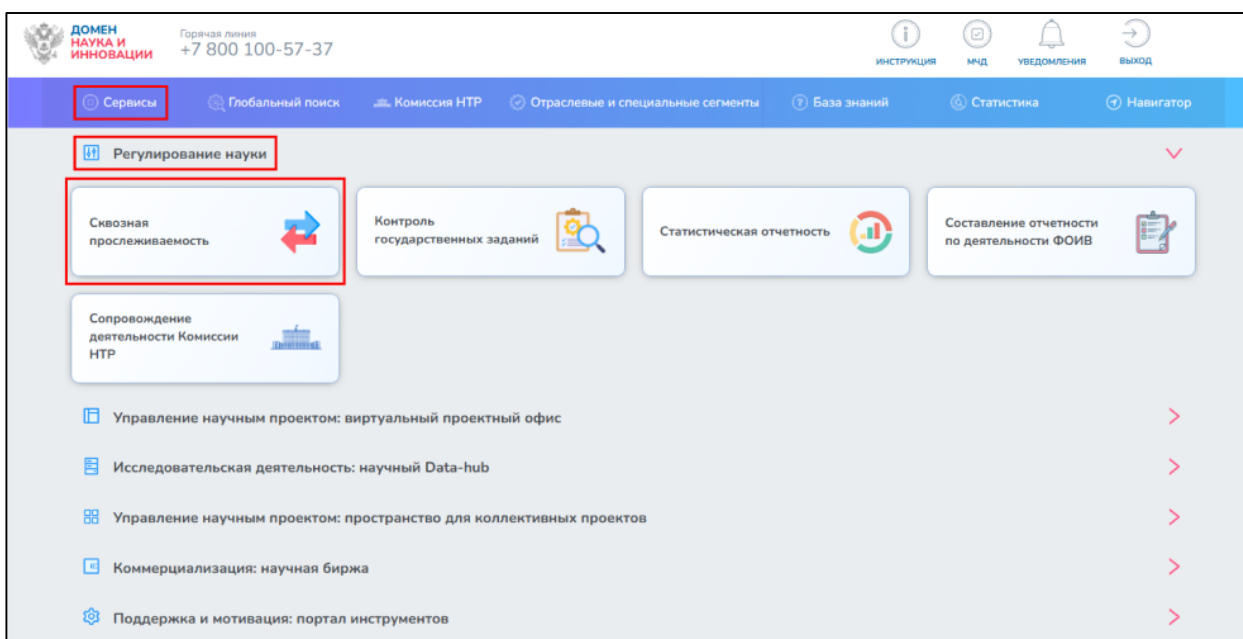 ДОМЕН
НАУКА И
ИННОВАЦИИ
Горячая линия
+7 800 100-57-37
ИНСТРУКЦИЯ
МЧД
УВЕДОМЛЕНИЯ
ВЫХОД
Сервисы
Глобальный поиск
Комиссия НТР
Отраслевые и специальные сегменты
База знаний
Статистика
Навигатор
Регулирование науки
Сквозная
прослеживаемость
Контроль
государственных заданий
Статистическая отчетность
Составление отчетности
по деятельности ФОИВ
Сопровождение
деятельности Комиссии
НТР
Управление научным проектом: виртуальный проектный офис
Исследовательская деятельность: научный Data-hub
Управление научным проектом: пространство для коллективных проектов
Коммерциализация: научная биржа
Поддержка и мотивация: портал инструментов